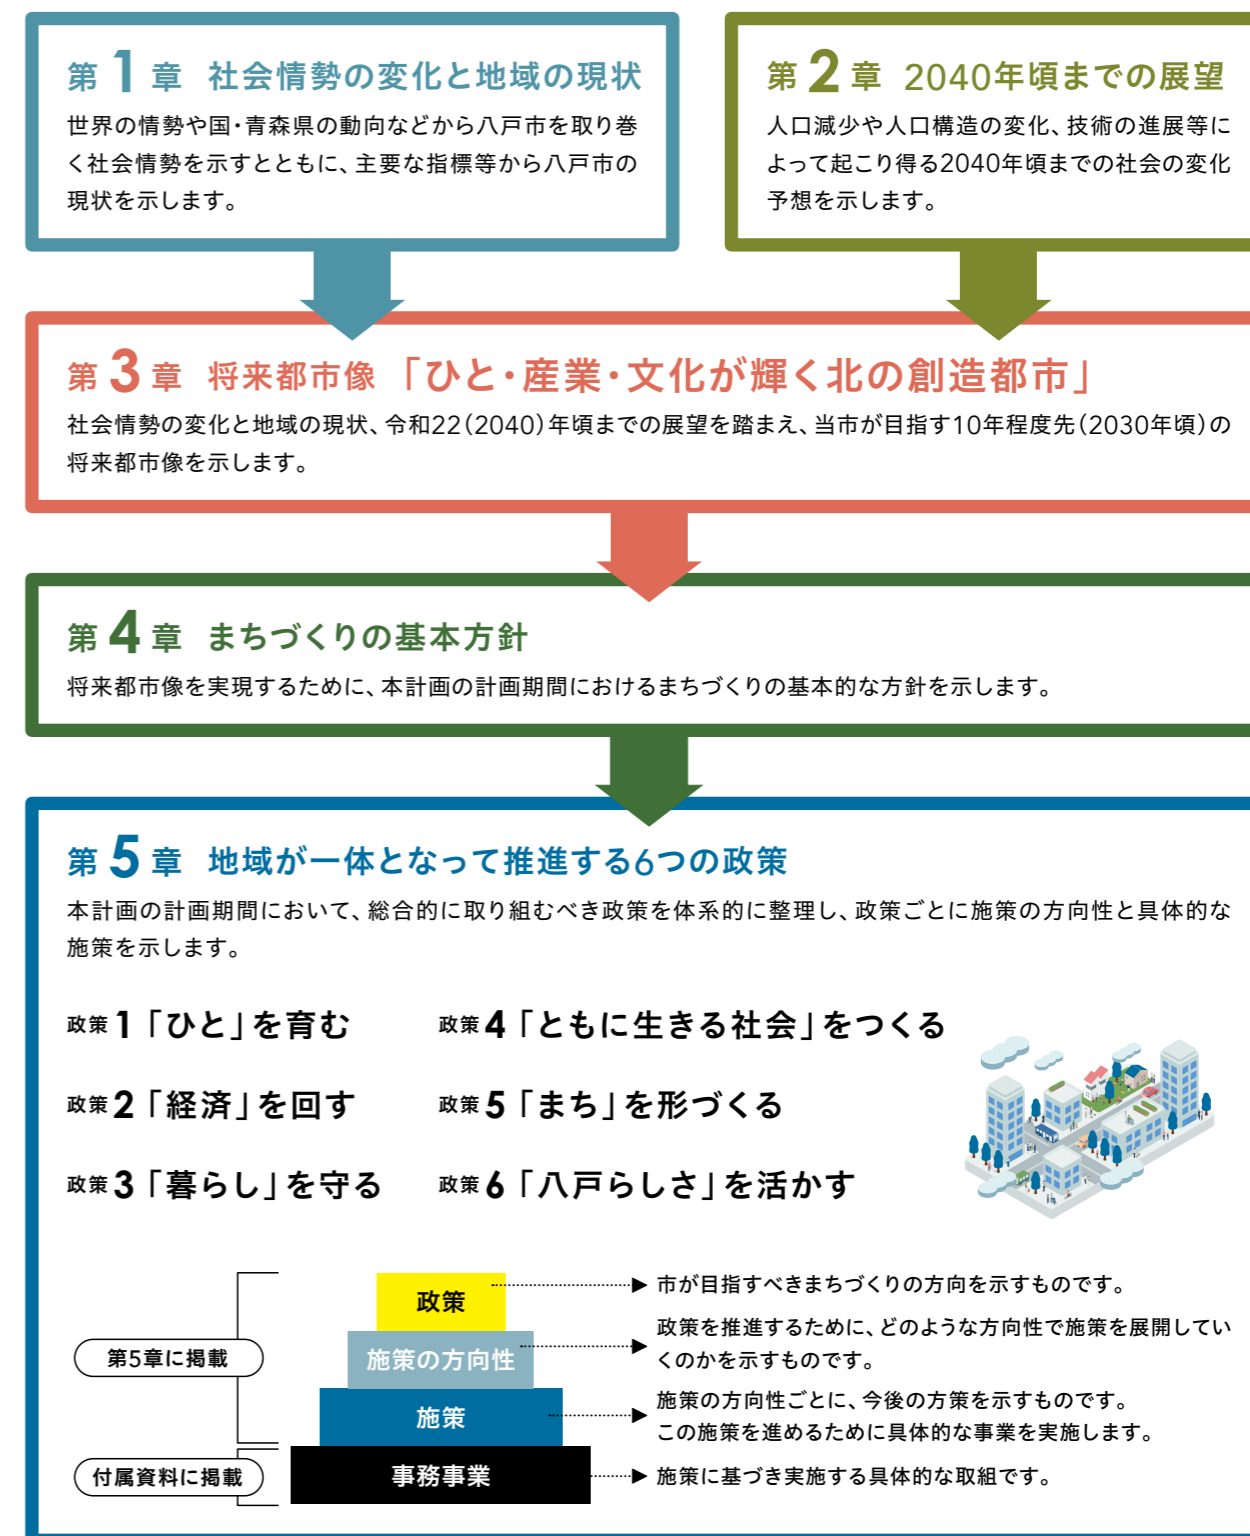 第1章 社会情勢の変化と地域の現状
世界の情勢や国・青森県の動向などから八戸市を取り巻
く社会情勢を示すとともに、主要な指標等から八戸市の
現状を示します。
第2章 2040年頃までの展望
人口減少や人口構造の変化、技術の進展等に
よって起こり得る2040年頃までの社会の変化
予想を示します。
第3章 将来都市像 「ひと・産業・文化が輝く北の創造都市」
社会情勢の変化と地域の現状、令和22(2040)年頃までの展望を踏まえ、当市が目指す10年程度先(2030年頃)の
将来都市像を示します。
第4章 まちづくりの基本方針
将来都市像を実現するために、本計画の計画期間におけるまちづくりの基本的な方針を示します。
第5章 地域が一体となって推進する6つの政策
本計画の計画期間において、総合的に取り組むべき政策を体系的に整理し、政策ごとに施策の方向性と具体的な
施策を示します。
政策1「ひと」を育む
政策2「経済」を回す
政策3「暮らし」を守る
政策4「ともに生きる社会」をつくる
政策5「まち」を形づくる
政策6「八戸らしさ」を活かす
第5章に掲載
付属資料に掲載
政策
市が目指すべきまちづくりの方向を示すものです。
施策の方向性
政策を推進するために、どのような方向性で施策を展開してい
くのかを示すものです。
施策
施策の方向性ごとに、今後の方策を示すものです。
この施策を進めるために具体的な事業を実施します。
事務事業
施策に基づき実施する具体的な取組です。